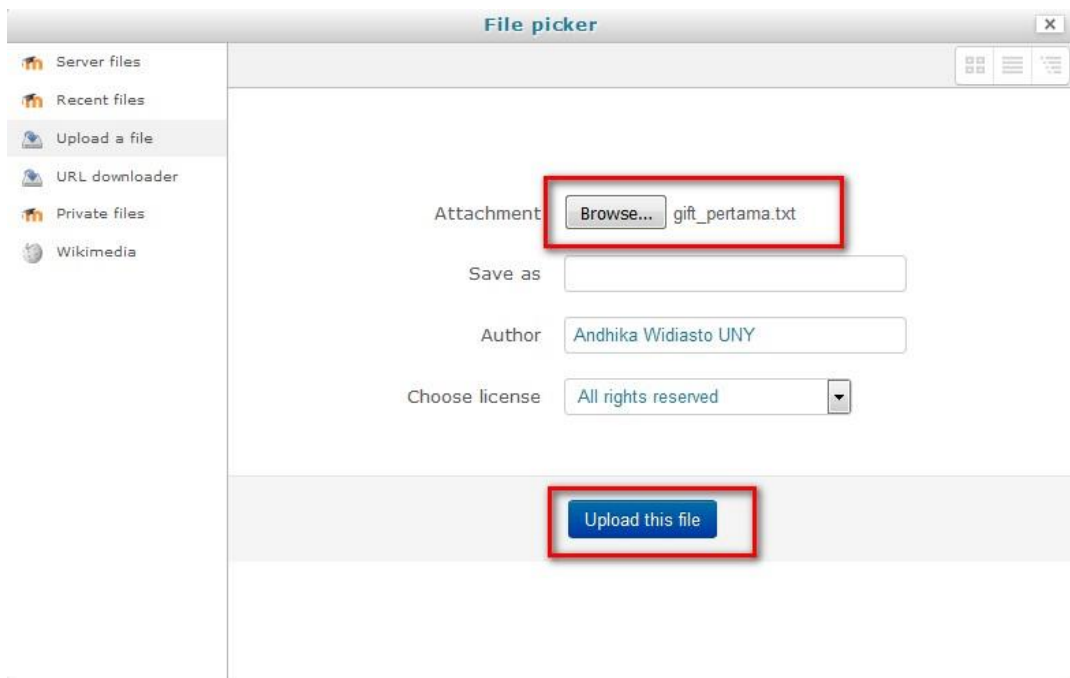 File picker
Server files
Recent files
Upload a file
URL downloader
Private files
Wikimedia
Attachment Browse... gift_pertama.txt
Save as
Author Andhika Widiasto UNY
Choose license All rights reserved
Upload this file